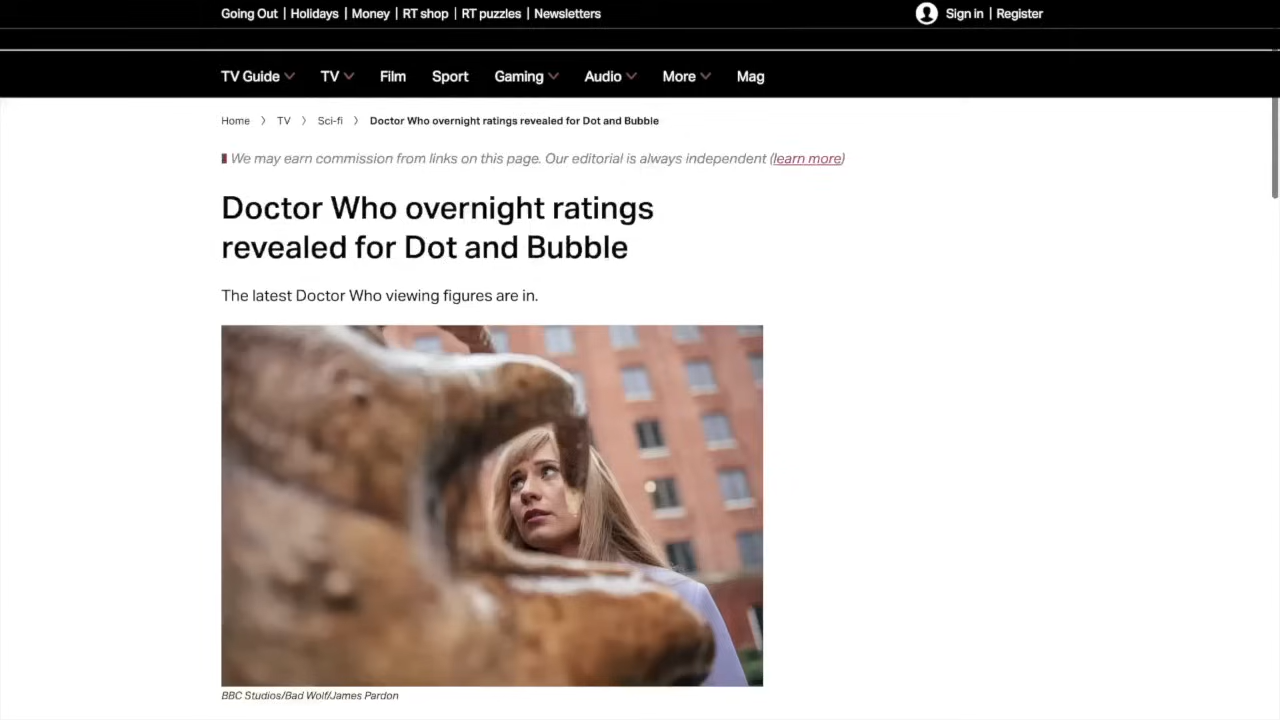 Going Out | Holidays | Money | RT shop | RT puzzles | Newsletters
Sign in | Register
TV Guide TV Film Sport Gaming Audio More Mag
Home > TV > Sci-fi > Doctor Who overnight ratings revealed for Dot and Bubble
We may earn commission from links on this page. Our editorial is always independent (learn more)
Doctor Who overnight ratings
revealed for Dot and Bubble
The latest Doctor Who viewing figures are in.
BBC Studios/Bad Wolf/James Pardon